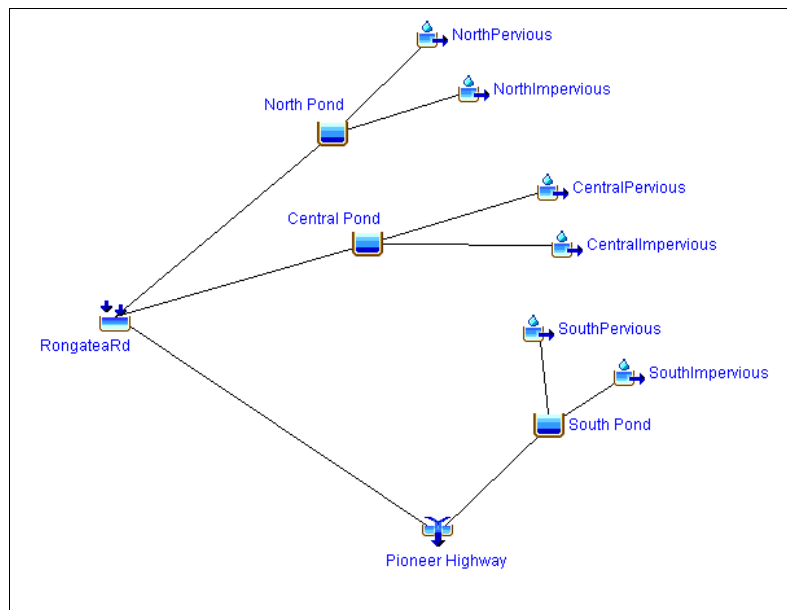 NorthPervious
NorthImpervious
North Pond
CentralPervious
Central Pond
CentralImpervious
SouthPervious
RongateaRd
SouthImpervious
South Pond
Pioneer Highway